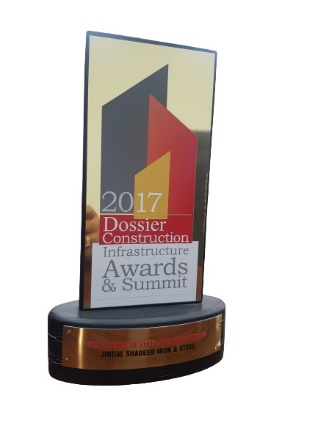 2017
Dossier
Construction
Infrastructure
Awards
& Summit
JINDAL SHADEED IRON & STEEL